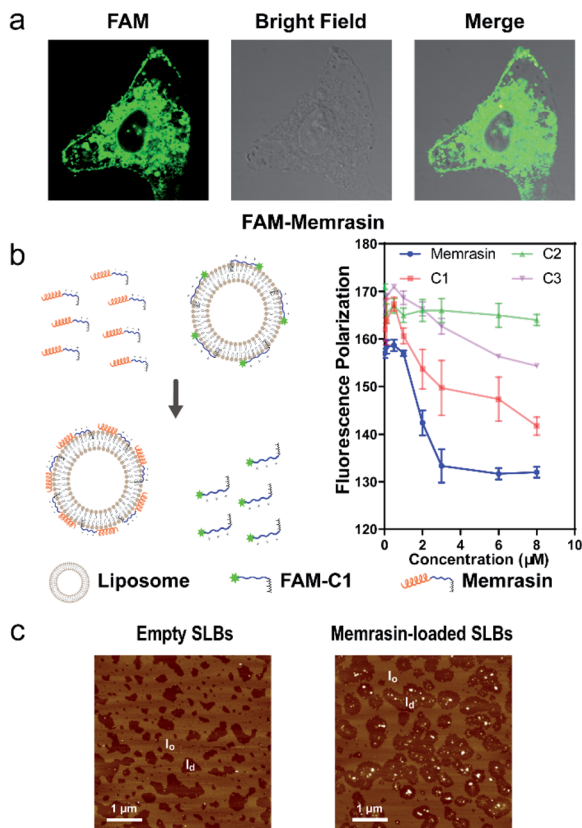 a
FAM Bright Field Merge
FAM-Memrasin
b
Memrasin C2
C1 C3
Fluorescence Polarization
180
170
160
150
140
130
120
0 2 4 6 8 10
Concentration (μM)
Liposome FAM-C1 Memrasin
c
Empty SLBs Memrasin-loaded SLBs
lo
ld
1 μm
lo
ld
1 μm